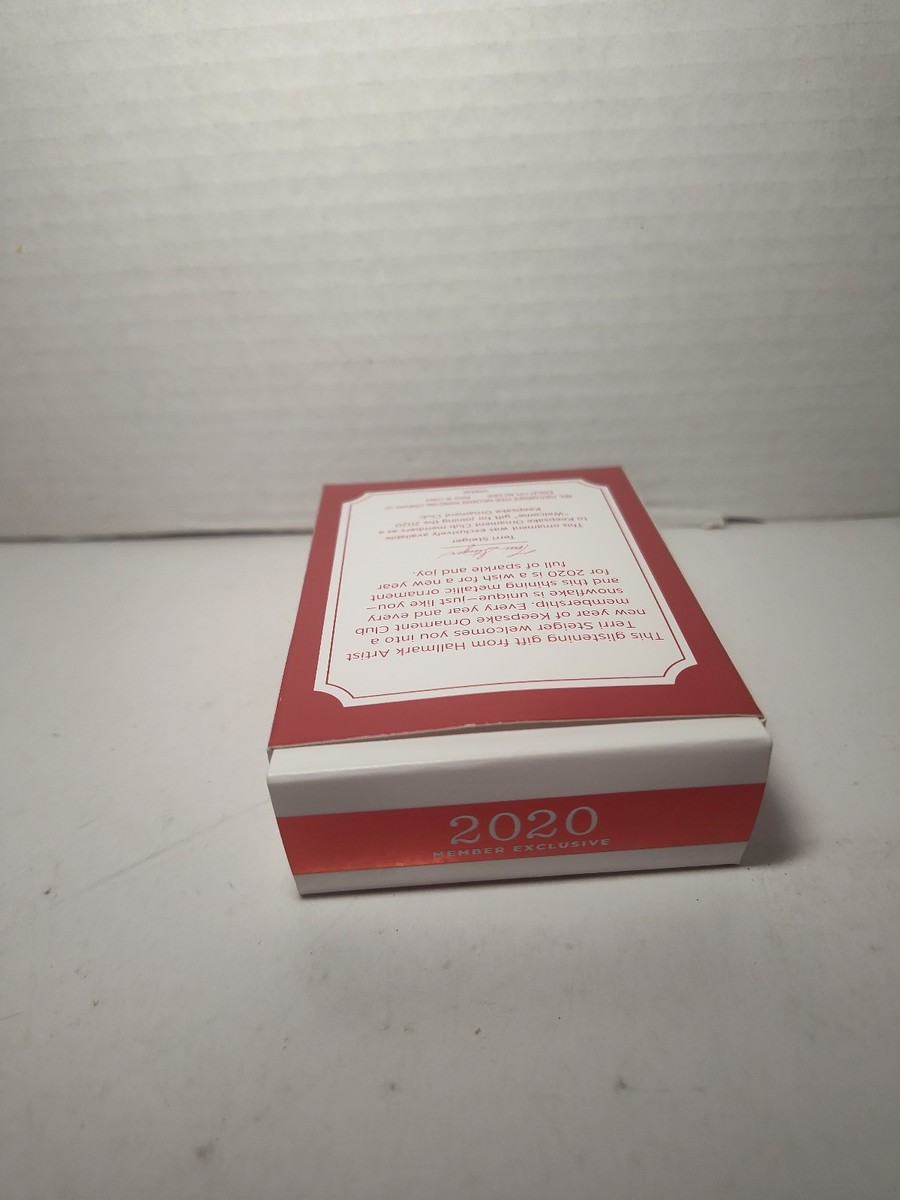 This glistening gift from Hallmark Artist
Terri Steiger welcomes you into a
new year of Keepsake Ornament Club
membership. Every year and every
snowflake is unique—just like you—
and this shining metallic ornament
for 2020 is a wish for a new year
full of sparkle and joy.
Terri Steiger
Terri Steiger
This ornament was exclusively available
to Keepsake Ornament Club members as a
"Welcome" gift for joining the 2020
Keepsake Ornament Club.
2020
MEMBER EXCLUSIVE